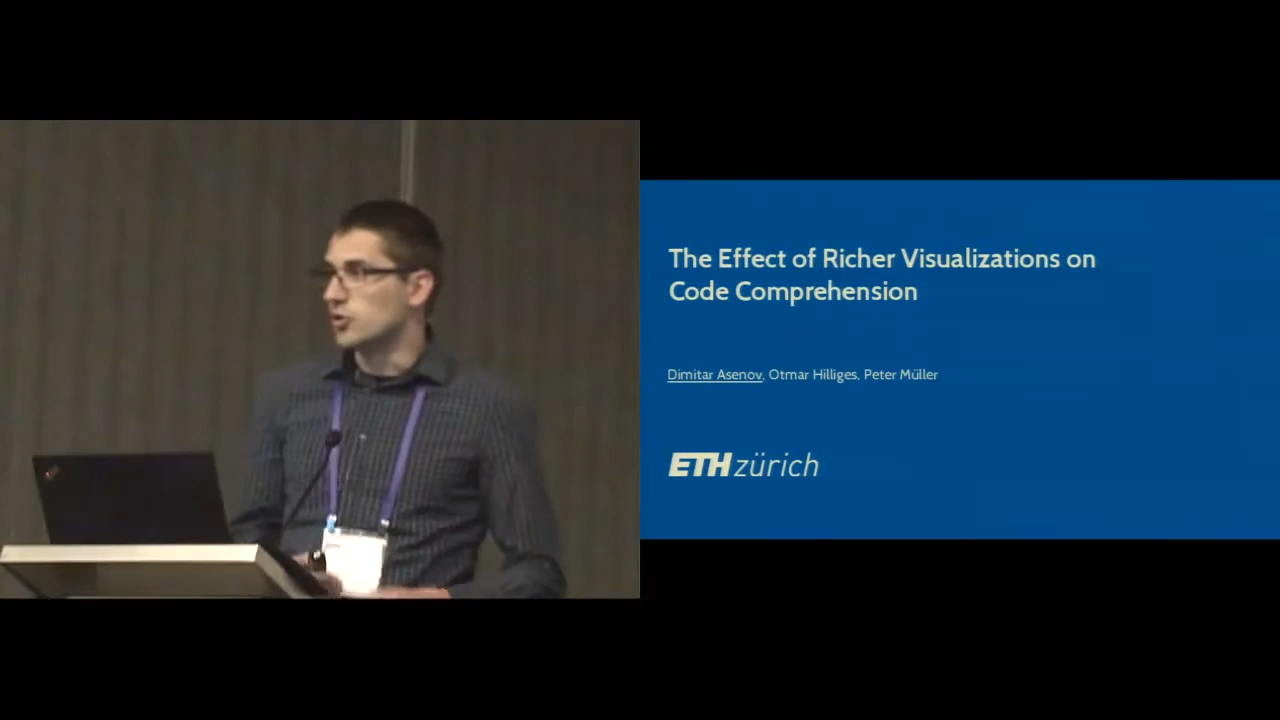 The Effect of Richer Visualizations on
Code Comprehension
Dimitar Asenov, Otmar Hilliges, Peter Müller
ETH zürich